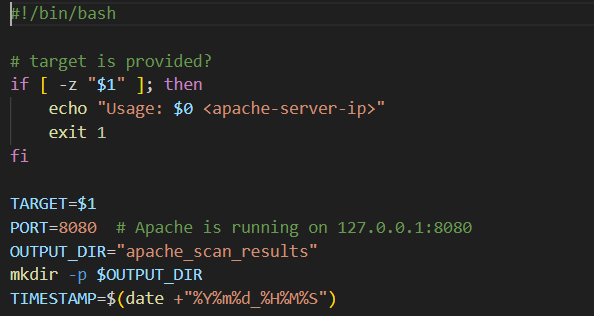 #!/bin/bash

# target is provided?
if [ -z "$1" ]; then
    echo "Usage: $0 <apache-server-ip>"
    exit 1
fi

TARGET=$1
PORT=8080  # Apache is running on 127.0.0.1:8080
OUTPUT_DIR="apache_scan_results"
mkdir -p $OUTPUT_DIR
TIMESTAMP=$(date +"%Y%m%d_%H%M%S")